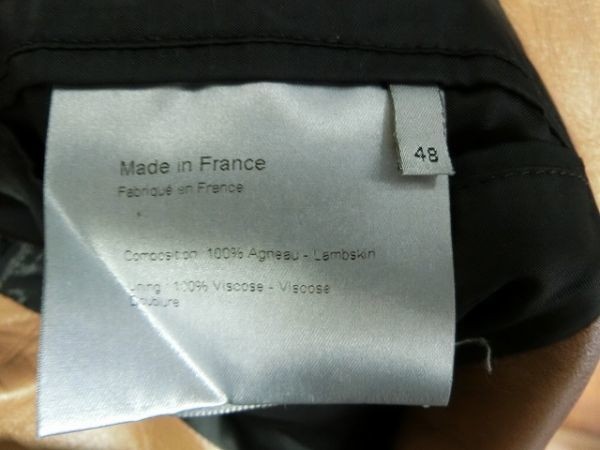 48
Made in France
Fabriqué en France
Composition 100% Agneau - Lambskin
Lining 100% Viscose - Viscose
Doublure